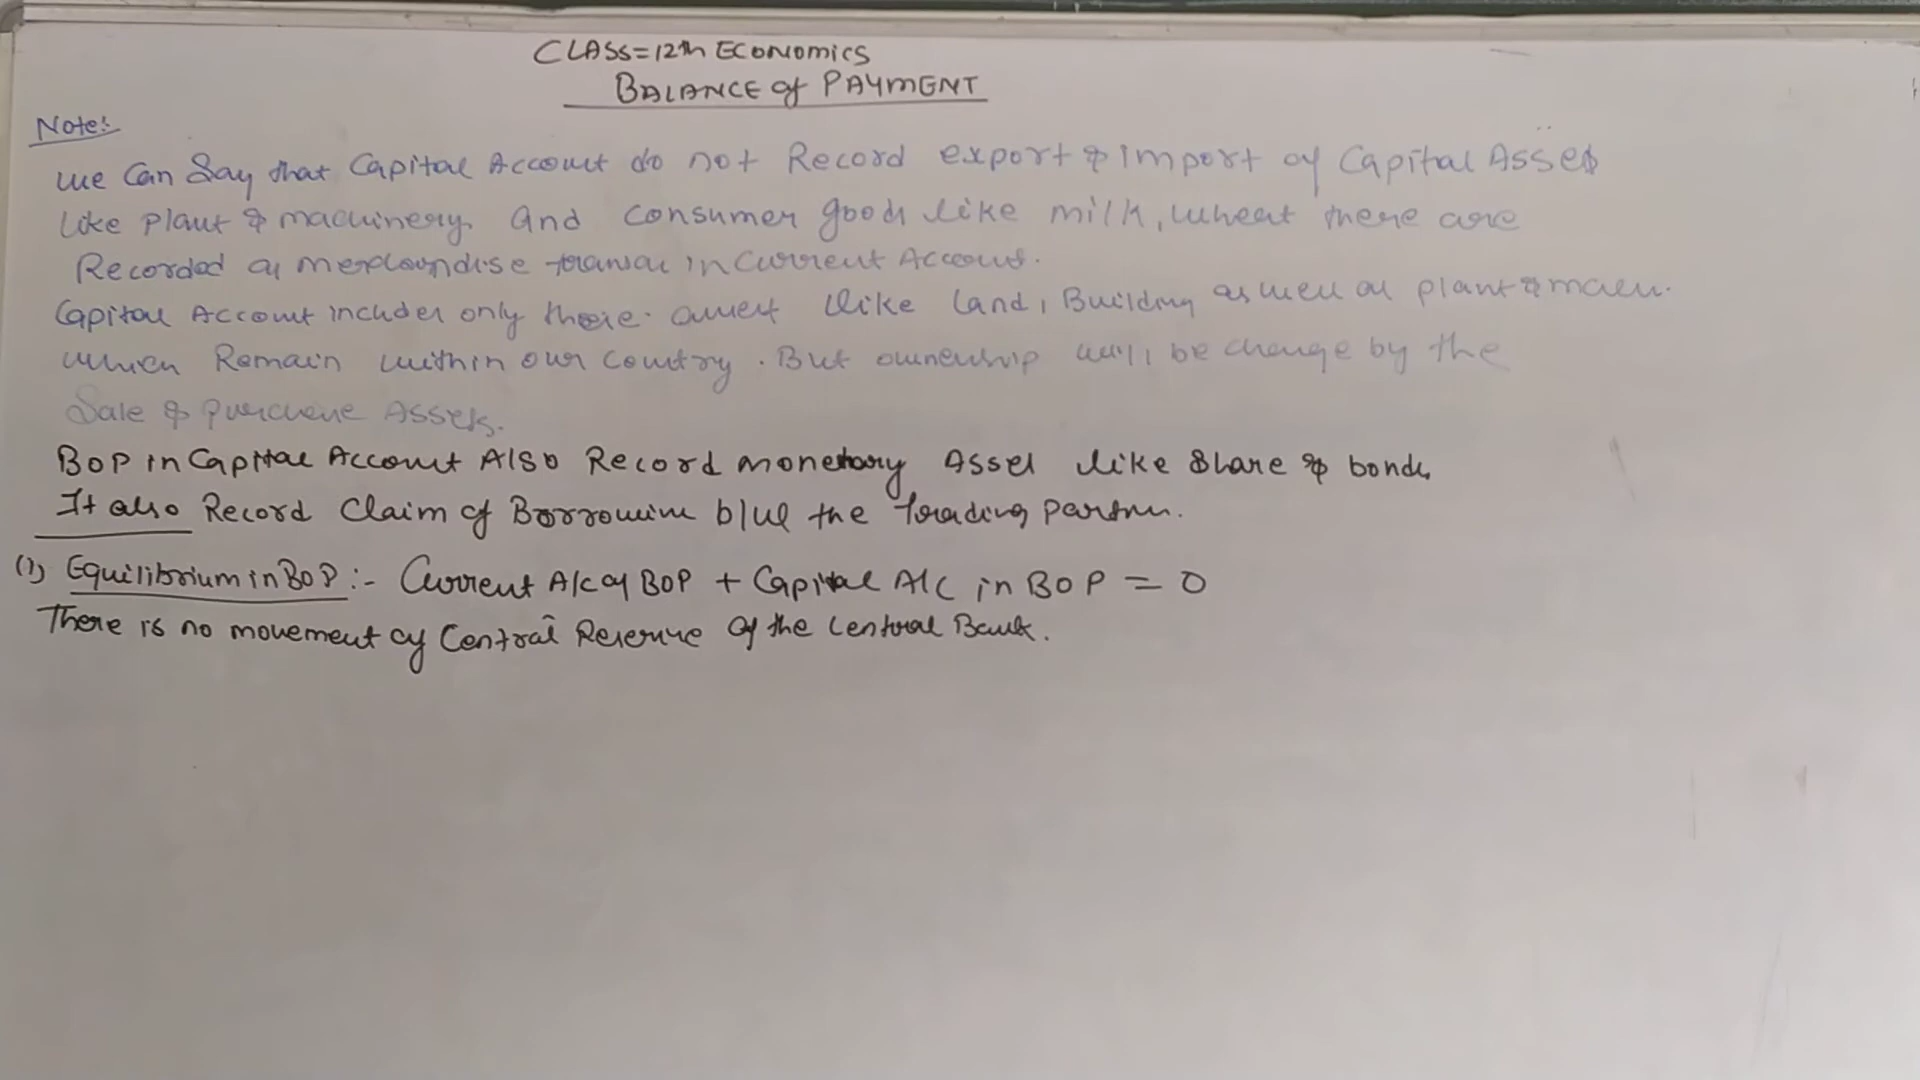 CLASS=12th ECONOMICS
BALANCE of PAYMENT
Note:
We Can Say that Capital Account do not Record export & import of Capital Asset
Like Plant & machinery. And consumer goods like milk, wheat there are
Recorded as merchandise transac in Current Account.
Capital Account includes only those asset like land, Building as well as plant & machi.
which Remain within our country. But ownership will be change by the
Sale & purchase Assets.
BOP in Capital Account Also Record monetary Asset like Share & bonds
It also Record Claim of Borrowing b/w the Trading partner.
(1) Equilibrium in BOP :- Current A/c of BOP + Capital A/c in BOP = 0
There is no movement of Central Reserve of the Central Bank.